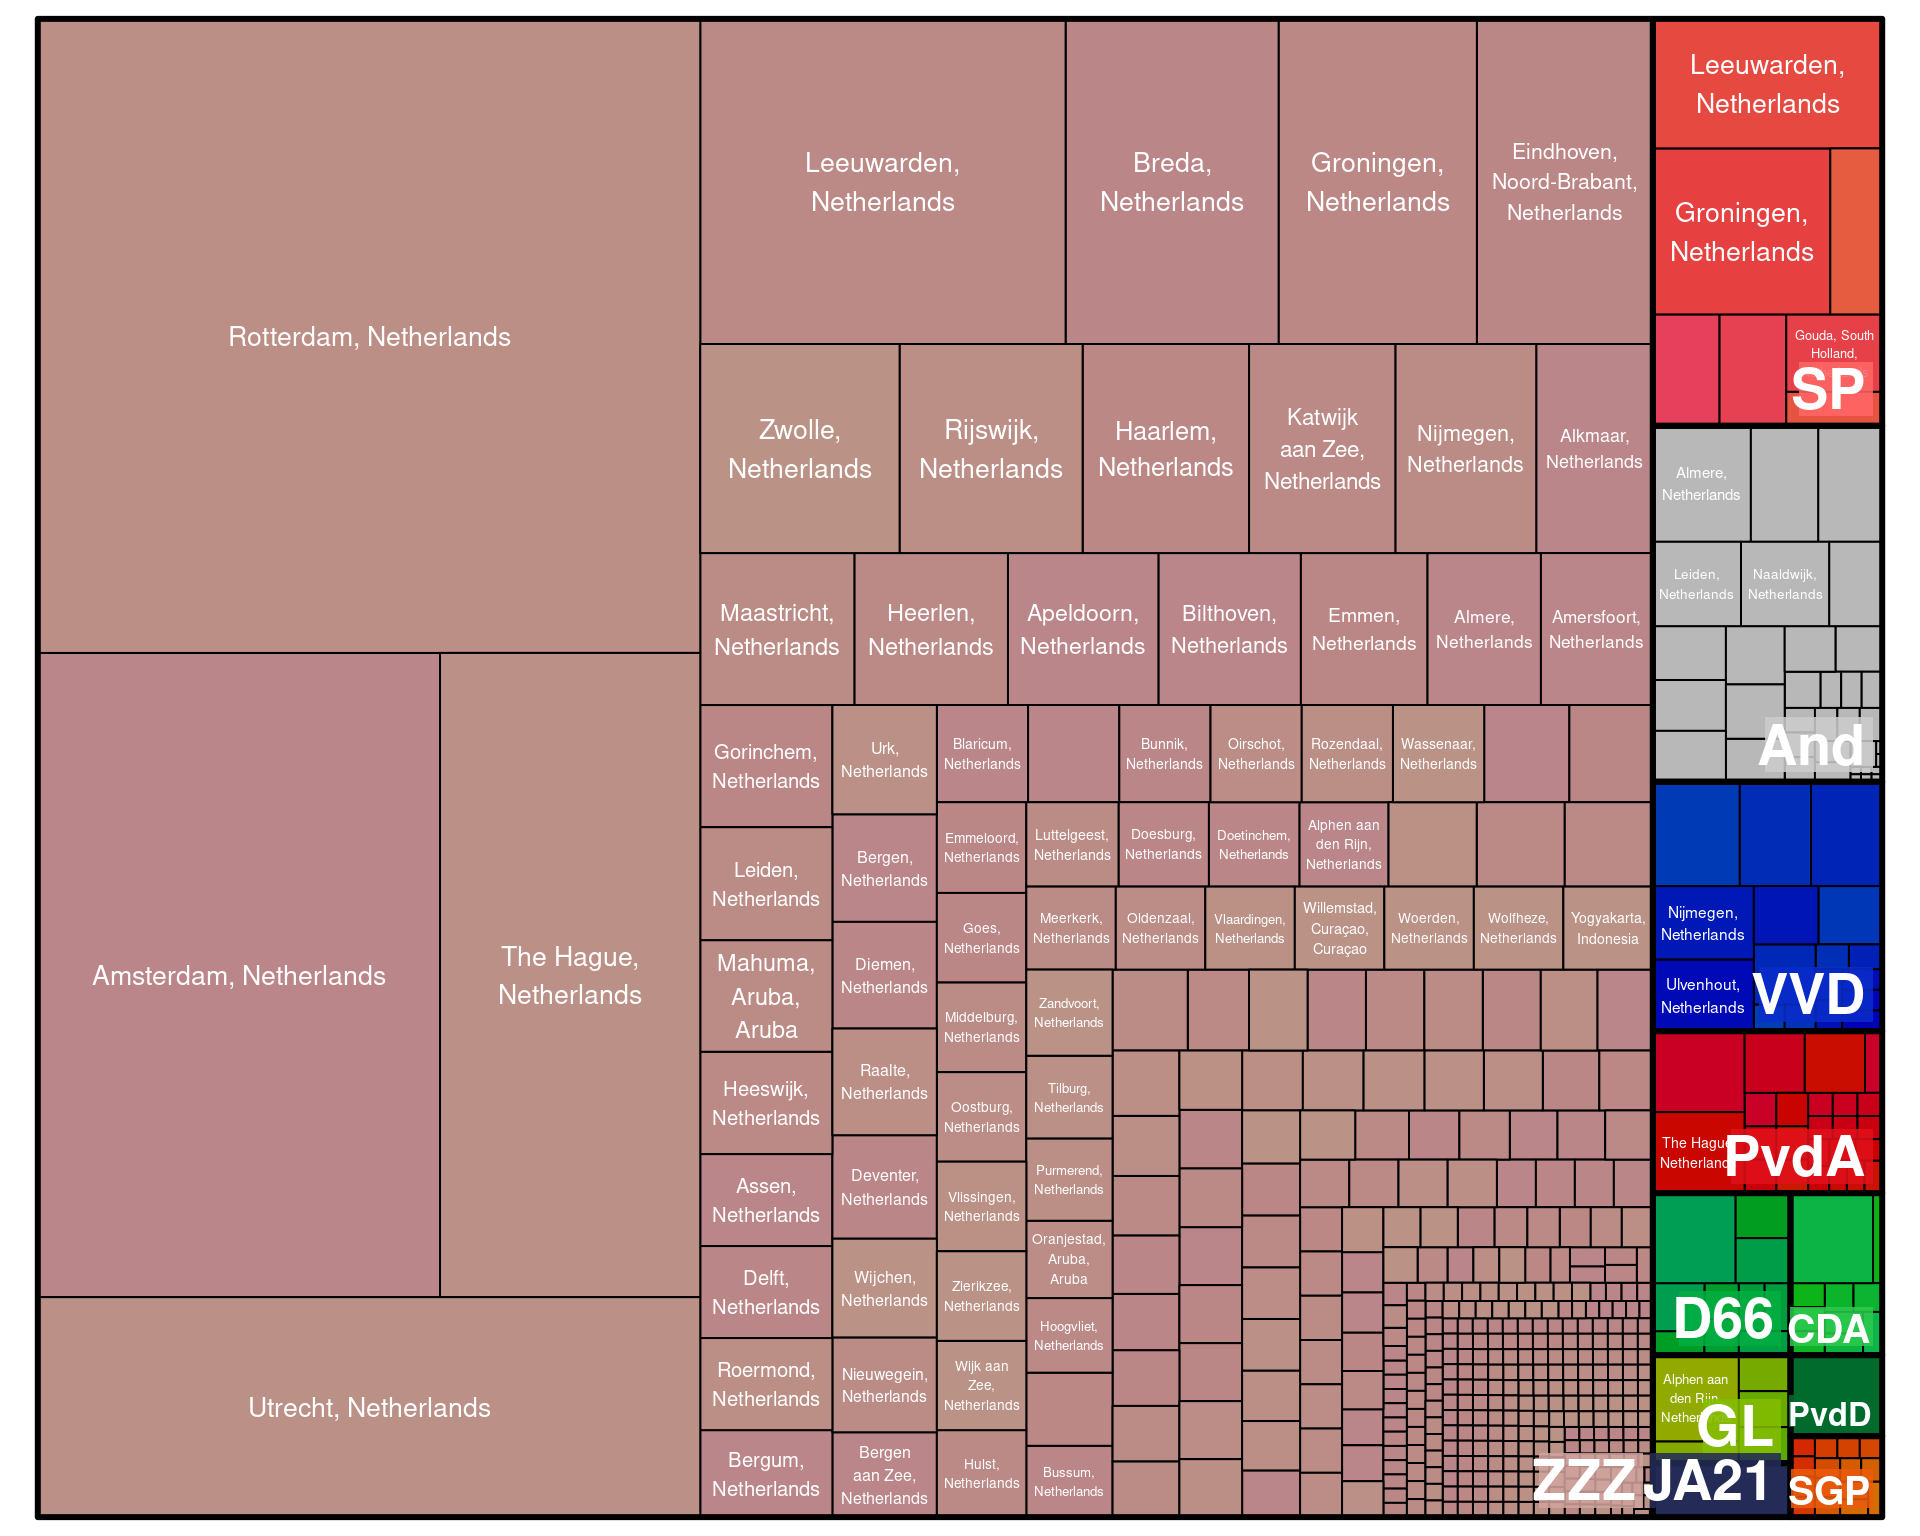 Rotterdam, Netherlands
Amsterdam, Netherlands
The Hague,
Netherlands
Utrecht, Netherlands
Leeuwarden,
Netherlands
Breda,
Netherlands
Groningen,
Netherlands
Eindhoven,
Noord-Brabant,
Netherlands
Zwolle,
Netherlands
Rijswijk,
Netherlands
Haarlem,
Netherlands
Katwijk
aan Zee,
Netherlands
Nijmegen,
Netherlands
Alkmaar,
Netherlands
Maastricht,
Netherlands
Heerlen,
Netherlands
Apeldoorn,
Netherlands
Bilthoven,
Netherlands
Emmen,
Netherlands
Almere,
Netherlands
Amersfoort,
Netherlands
Gorinchem,
Netherlands
Leiden,
Netherlands
Mahuma,
Aruba,
Aruba
Heeswijk,
Netherlands
Assen,
Netherlands
Delft,
Netherlands
Roermond,
Netherlands
Bergum,
Netherlands
Urk,
Netherlands
Bergen,
Netherlands
Diemen,
Netherlands
Raalte,
Netherlands
Deventer,
Netherlands
Wijchen,
Netherlands
Nieuwegein,
Netherlands
Bergen
aan Zee,
Netherlands
Blaricum,
Netherlands
Emmeloord,
Netherlands
Goes,
Netherlands
Middelburg,
Netherlands
Oostburg,
Netherlands
Vlissingen,
Netherlands
Zierikzee,
Netherlands
Wijk aan
Zee,
Netherlands
Hulst,
Netherlands
Bunnik,
Netherlands
Oirschot,
Netherlands
Rozendaal,
Netherlands
Wassenaar,
Netherlands
Luttelgeest,
Netherlands
Doesburg,
Netherlands
Doetinchem,
Netherlands
Alphen aan
den Rijn,
Netherlands
Meerkerk,
Netherlands
Oldenzaal,
Netherlands
Vlaardingen,
Netherlands
Willemstad,
Curaçao,
Curaçao
Woerden,
Netherlands
Wolfheze,
Netherlands
Yogyakarta,
Indonesia
Zandvoort,
Netherlands
Tilburg,
Netherlands
Purmerend,
Netherlands
Oranjestad,
Aruba,
Aruba
Hoogvliet,
Netherlands
Bussum,
Netherlands
ZZZ
Leeuwarden,
Netherlands
Groningen,
Netherlands
Gouda, South
Holland,
SP
Almere,
Netherlands
Leiden,
Netherlands
Naaldwijk,
Netherlands
And
Nijmegen,
Netherlands
Ulvenhout,
Netherlands
VVD
The Hague
Netherlands
PvdA
D66
CDA
Alphen aan
den Rijn,
GL
PvdD
JA21
SGP